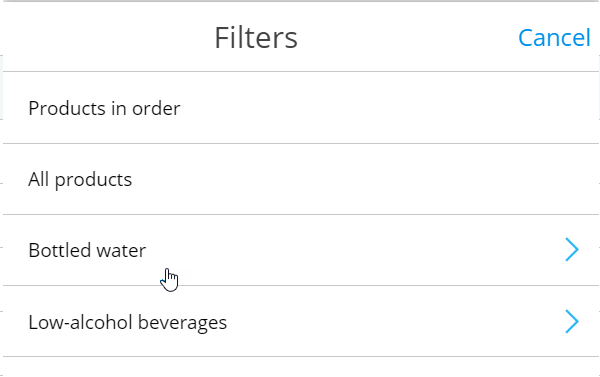 Filters
Cancel
Products in order
All products
Bottled water
Low-alcohol beverages